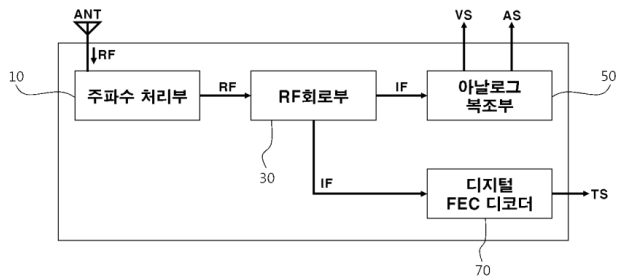 ANT
VS AS
RF
10
주파수 처리부
RF
RF회로부
IF
아날로그
복조부
50
30
IF
디지털
FEC 디코더
TS
70